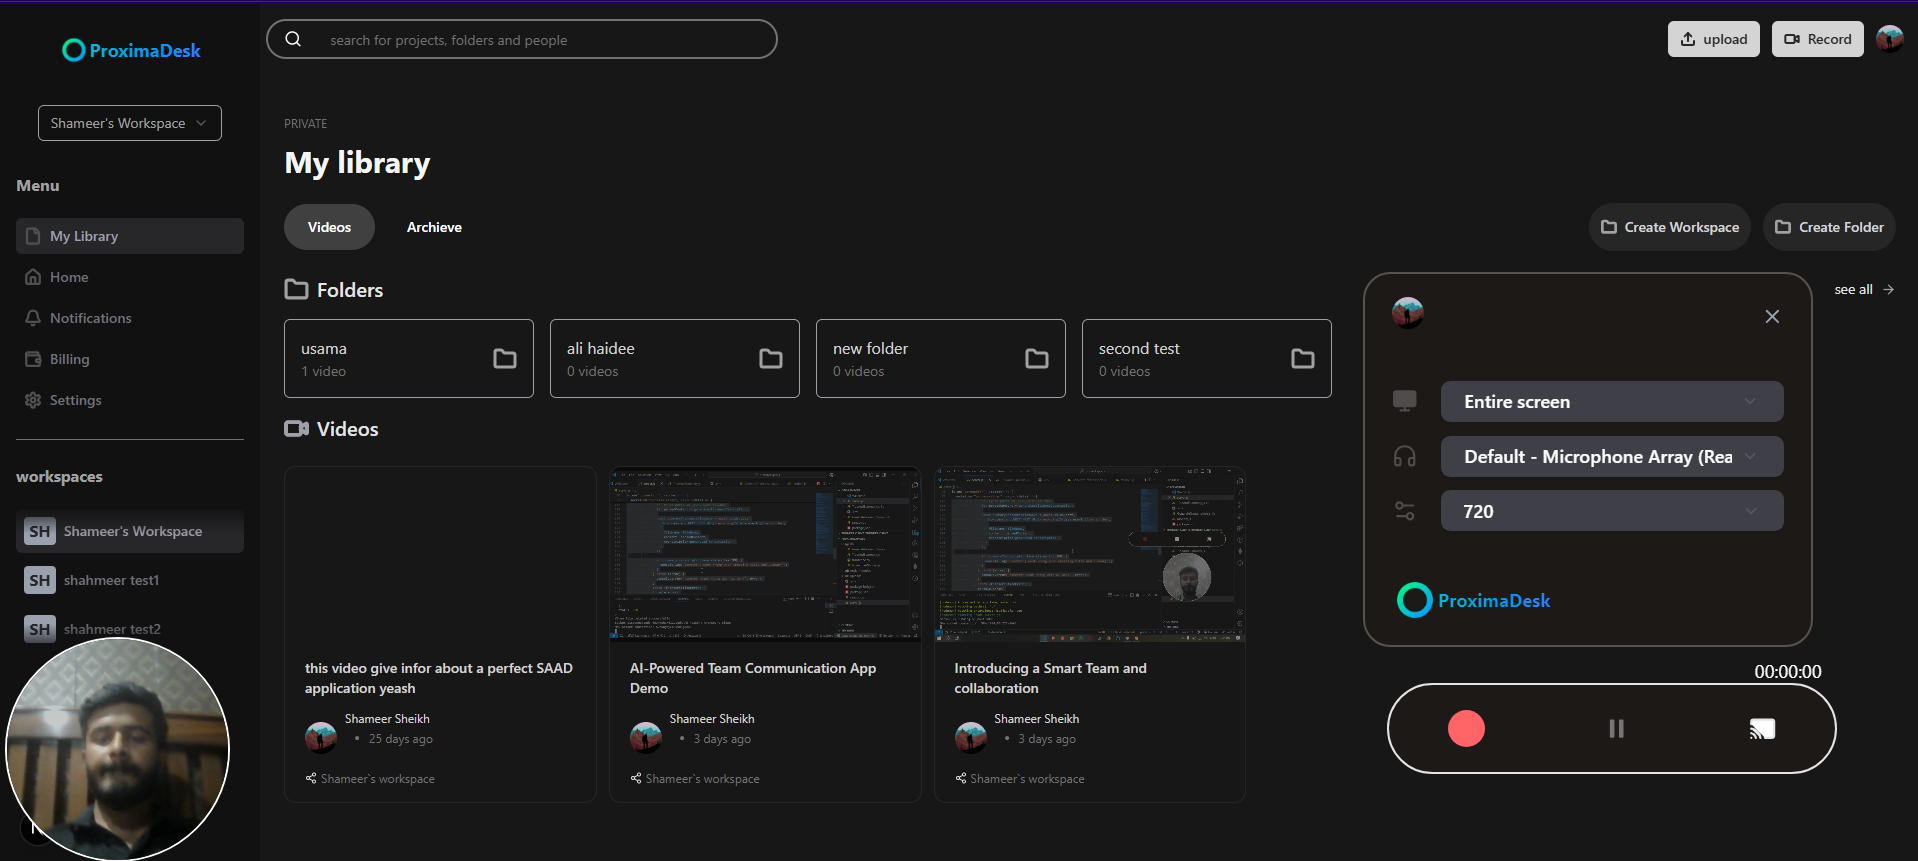 ProximaDesk
search for projects, folders and people
upload
Record
Shameer's Workspace
PRIVATE
My library
Menu
My Library
Home
Notifications
Billing
Settings
workspaces
SH Shameer's Workspace
SH shahmeer test1
SH shahmeer test2
Videos
Archieve
Create Workspace
Create Folder
Folders
see all
usama
1 video
ali haidee
0 videos
new folder
0 videos
second test
0 videos
Videos
this video give infor about a perfect SAAD
application yeash
Shameer Sheikh
• 25 days ago
Shameer`s workspace
AI-Powered Team Communication App
Demo
Shameer Sheikh
• 3 days ago
Shameer`s workspace
Introducing a Smart Team and
collaboration
Shameer Sheikh
• 3 days ago
Shameer`s workspace
Entire screen
Default - Microphone Array (Rea
720
ProximaDesk
00:00:00